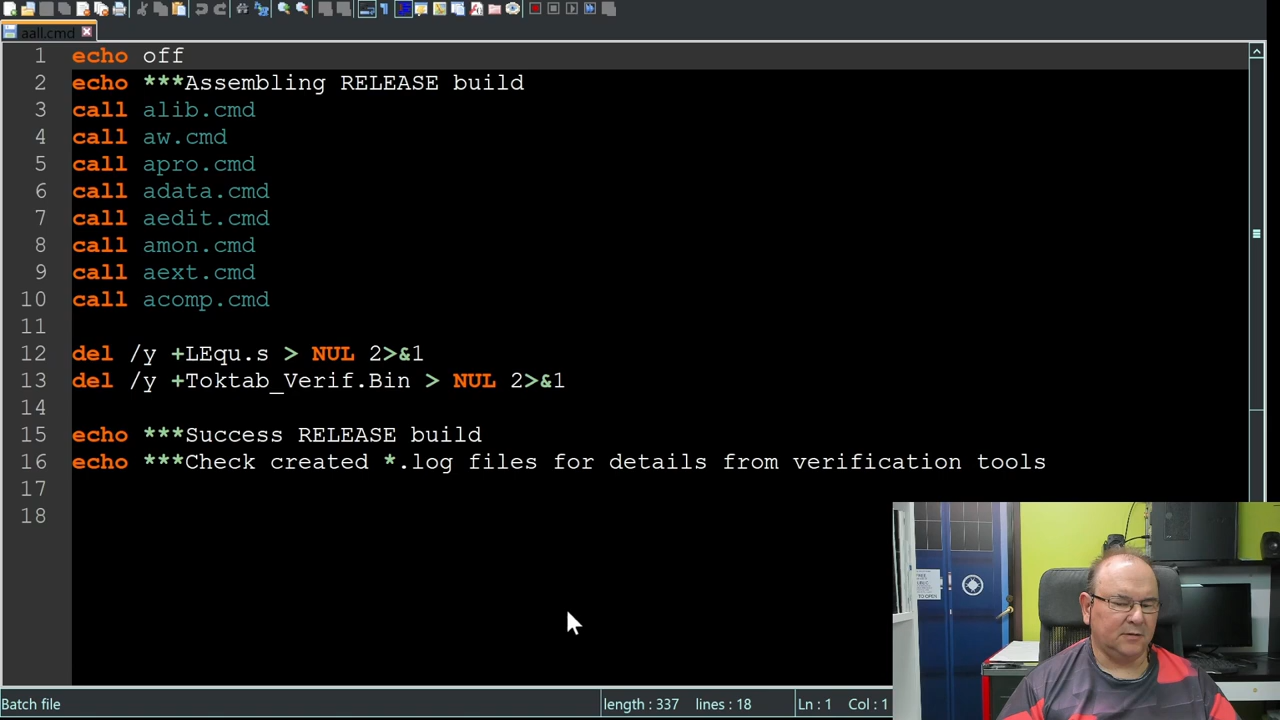 aall.cmd
1 echo off
2 echo ***Assembling RELEASE build
3 call alib.cmd
4 call aw.cmd
5 call apro.cmd
6 call adata.cmd
7 call aedit.cmd
8 call amon.cmd
9 call aext.cmd
10 call acomp.cmd
11
12 del /y +LEqu.s > NUL 2>&1
13 del /y +Toktab_Verif.Bin > NUL 2>&1
14
15 echo ***Success RELEASE build
16 echo ***Check created *.log files for details from verification tools
17
18
Batch file length : 337 lines : 18 Ln : 1 Col : 1